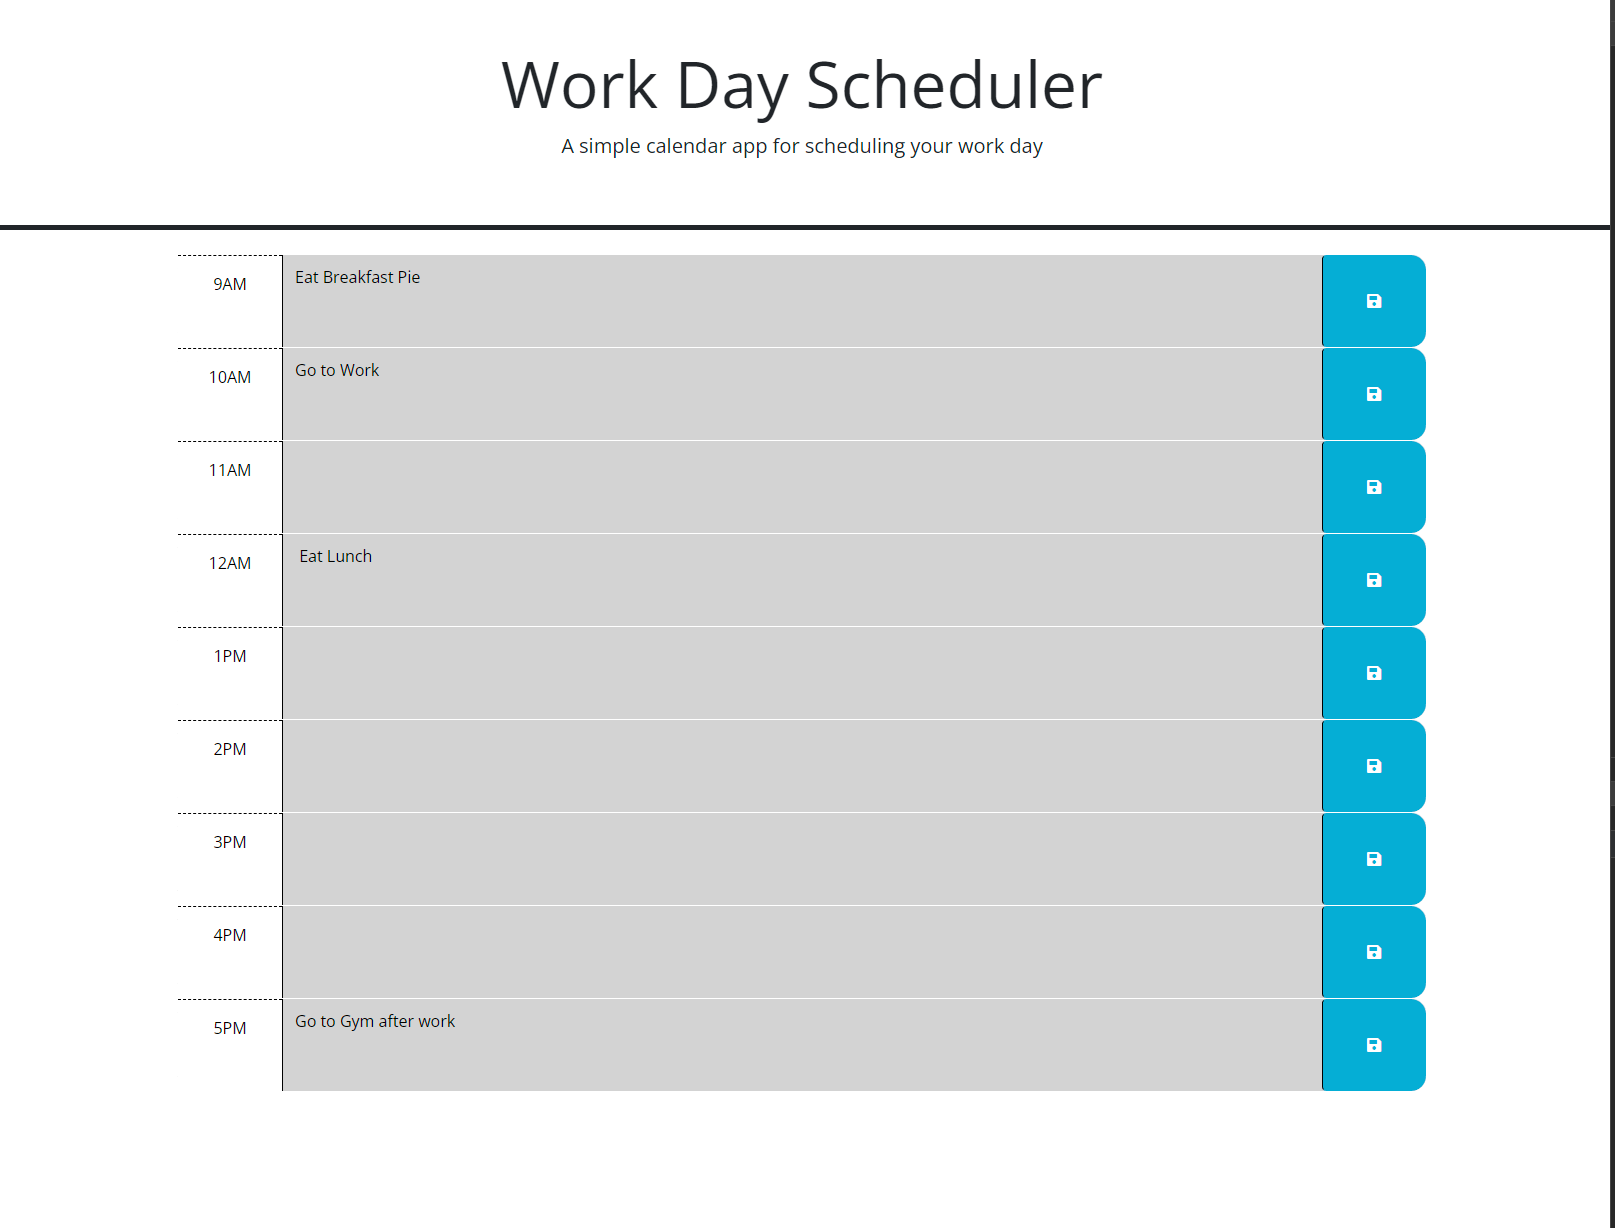 Work Day Scheduler
A simple calendar app for scheduling your work day
9AM Eat Breakfast Pie
10AM Go to Work
11AM
12AM Eat Lunch
1PM
2PM
3PM
4PM
5PM Go to Gym after work